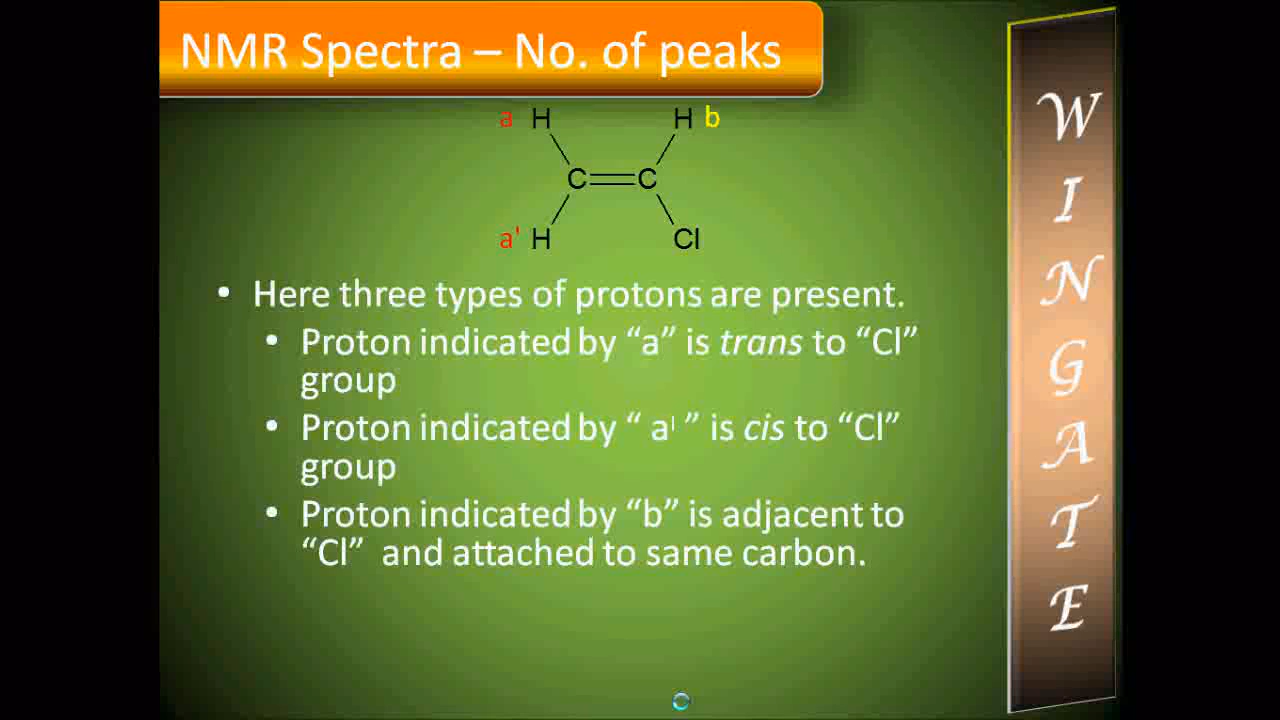 NMR Spectra – No. of peaks
a H H b
C C
a' H Cl
• Here three types of protons are present.
• Proton indicated by “a” is trans to “Cl”
group
• Proton indicated by “ a' ” is cis to “Cl”
group
• Proton indicated by “b” is adjacent to
“Cl” and attached to same carbon.
W
I
N
G
A
T
E